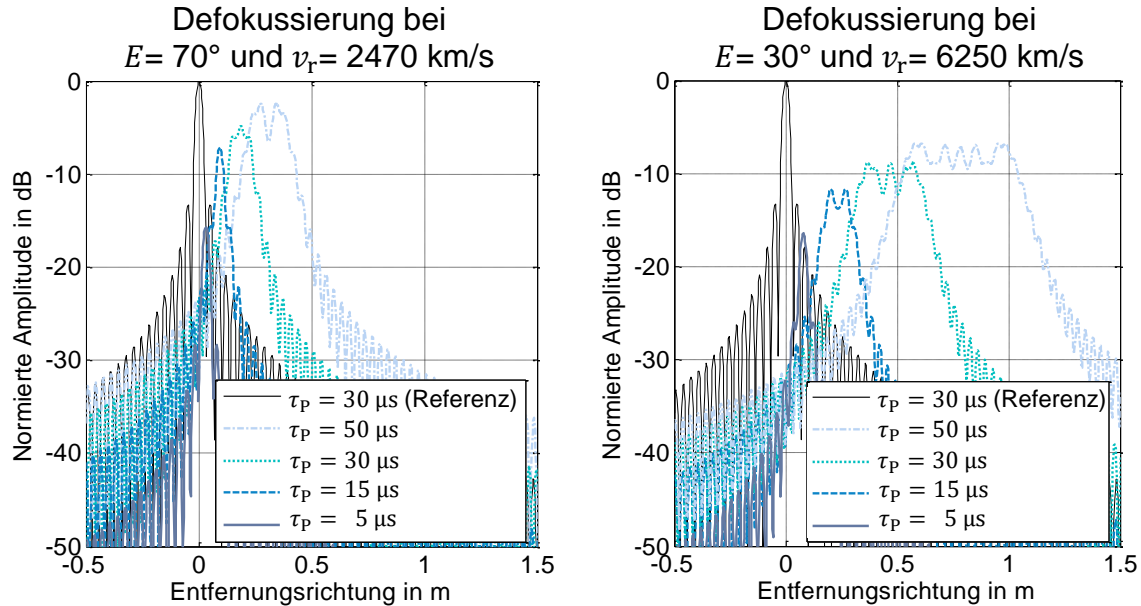 Defokussierung bei
E= 70° und vr= 2470 km/s
0
-10
-20
-30
-40
-50
Normierte Amplitude in dB
-0.5
0
0.5
1
1.5
Entfernungsrichtung in m
τP = 30 μs (Referenz)
τP = 50 μs
τP = 30 μs
τP = 15 μs
τP = 5 μs
Defokussierung bei
E= 30° und vr= 6250 km/s
0
-10
-20
-30
-40
-50
Normierte Amplitude in dB
-0.5
0
0.5
1
1.5
Entfernungsrichtung in m
τP = 30 μs (Referenz)
τP = 50 μs
τP = 30 μs
τP = 15 μs
τP = 5 μs